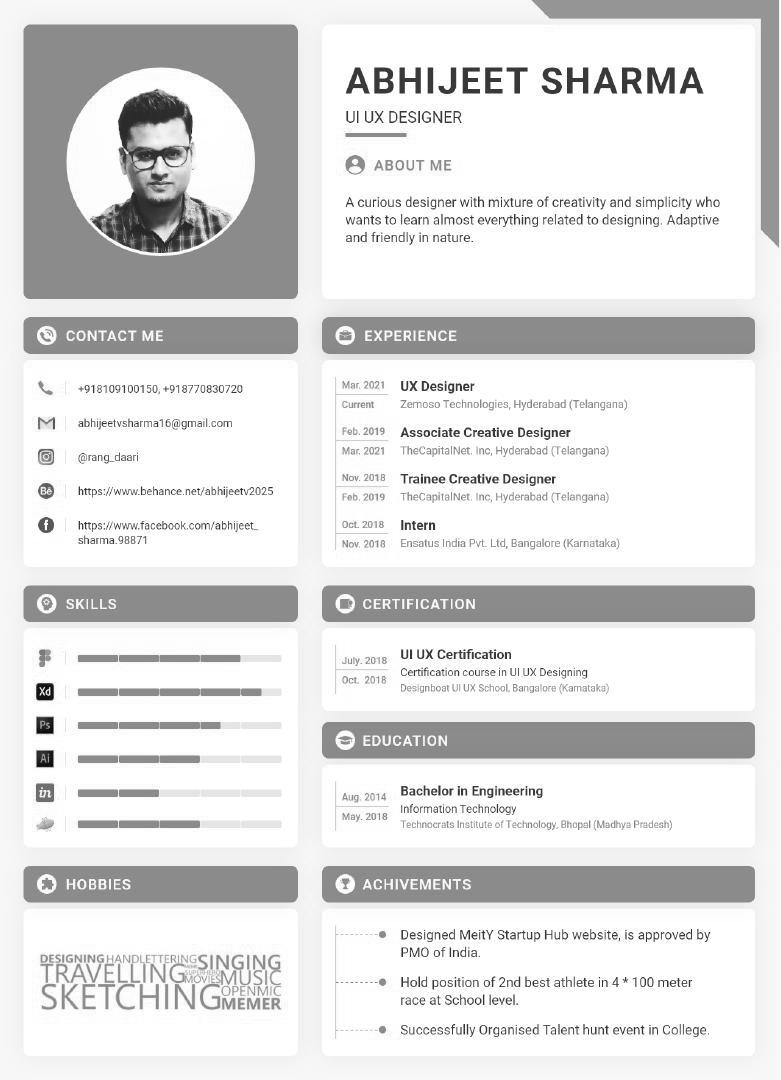 ABHIJEET SHARMA
UI UX DESIGNER
ABOUT ME
A curious designer with mixture of creativity and simplicity who
wants to learn almost everything related to designing. Adaptive
and friendly in nature.
CONTACT ME
+918109100150, +918770830720
abhijeetvsharma16@gmail.com
@rang_daari
Bē
https://www.behance.net/abhijeetv2025
f
https://www.facebook.com/abhijeet_
sharma.98871
EXPERIENCE
Mar. 2021
Current
UX Designer
Zemoso Technologies, Hyderabad (Telangana)
Feb. 2019
Mar. 2021
Associate Creative Designer
TheCapitalNet. Inc, Hyderabad (Telangana)
Nov. 2018
Feb. 2019
Trainee Creative Designer
TheCapitalNet. Inc, Hyderabad (Telangana)
Oct. 2018
Nov. 2018
Intern
Ensatus India Pvt. Ltd, Bangalore (Karnataka)
SKILLS
Xd
Ps
Ai
in
CERTIFICATION
July. 2018
Oct. 2018
UI UX Certification
Certification course in UI UX Designing
Designboat UI UX School, Bangalore (Karnataka)
EDUCATION
Aug. 2014
May. 2018
Bachelor in Engineering
Information Technology
Technocrats Institute of Technology, Bhopal (Madhya Pradesh)
HOBBIES
DESIGNING HANDLETTERING SINGING
TRAVELLING SUPERHERO MOVIES MUSIC
SKETCHING OPENMIC
MEMER
ACHIVEMENTS
Designed MeitY Startup Hub website, is approved by
PMO of India.
Hold position of 2nd best athlete in 4 * 100 meter
race at School level.
Successfully Organised Talent hunt event in College.